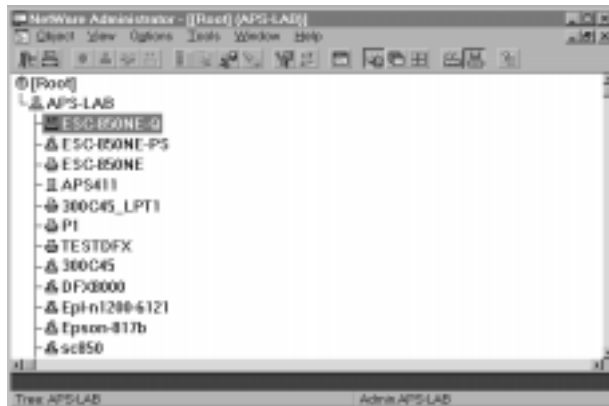 NetWare Administrator - [[Root] (APS-LAB)]
Object View Options Tools Window Help
[Root]
APS-LAB
ESC-850NE-Q
ESC-850NE-PS
ESC-850NE
APS411
300C45_LPT1
P1
TESTDFX
300C45
DFX8000
Epl-n1200-6121
Epson-817b
sc850
Tree: APS-LAB
Admin.APS-LAB